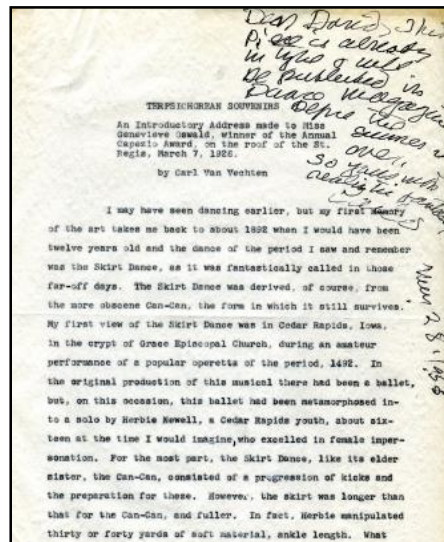 Dear David, This
Piece is already
in type & will
be published in
Dance Magazine
before the summer is
over.
So yours with
TERPSICHOREAN SOUVENIRS
An Introductory Address made to Miss
Genevieve Oswald, winner of the Annual
Capezio Award, on the roof of the St.
Regis, March 7, 1926.
by Carl Van Vechten
I may have seen dancing earlier, but my first memory
of the art takes me back to about 1892 when I would have been
twelve years old and the dance of the period I saw and remember
was the Skirt Dance, as it was fantastically called in those
far-off days. The Skirt Dance was derived, of course, from
the more obscene Can-Can, the form in which it still survives.
My first view of the Skirt Dance was in Cedar Rapids, Iowa,
in the crypt of Grace Episcopal Church, during an amateur
performance of a popular operetta of the period, 1492. In
the original production of this musical there had been a ballet,
but, on this occasion, this ballet had been metamorphosed in-
to a solo by Herbie Newell, a Cedar Rapids youth, about six-
teen at the time I would imagine, who excelled in female imper-
sonation. For the most part, the Skirt Dance, like its elder
sister, the Can-Can, consisted of a progression of kicks and
the preparation for these. However, the skirt was longer than
that for the Can-Can, and fuller. In fact, Herbie manipulated
thirty or forty yards of soft material, ankle length. What